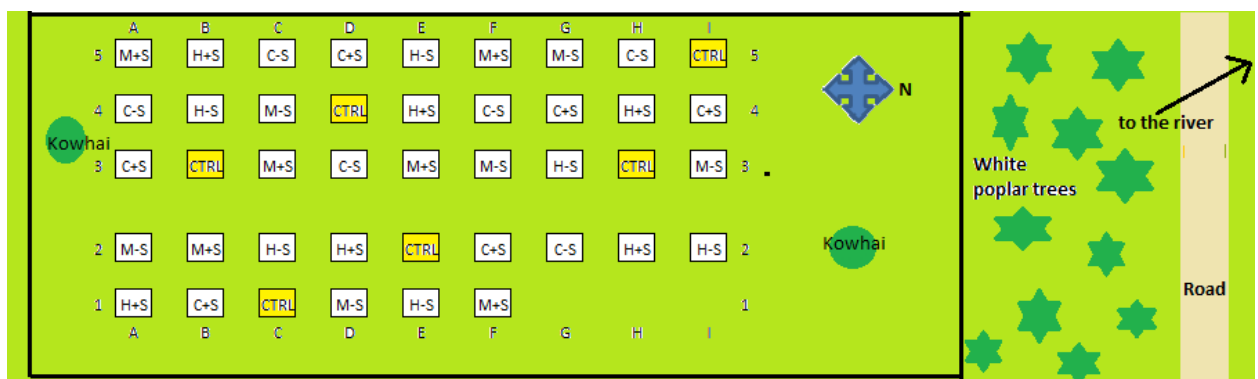 A B C D E F G H I
5 M+S H+S C-S C+S H-S M+S M-S C-S CTRL 5
4 C-S H-S M-S CTRL H+S C-S C+S H+S C+S 4
Kowhai
3 C+S CTRL M+S C-S M+S M-S H-S CTRL M-S 3
2 M-S M+S H-S H+S CTRL C+S C-S H+S H-S 2
1 H+S C+S CTRL M-S H-S M+S 1
A B C D E F G H I
N
Kowhai
White
poplar trees
to the river
Road